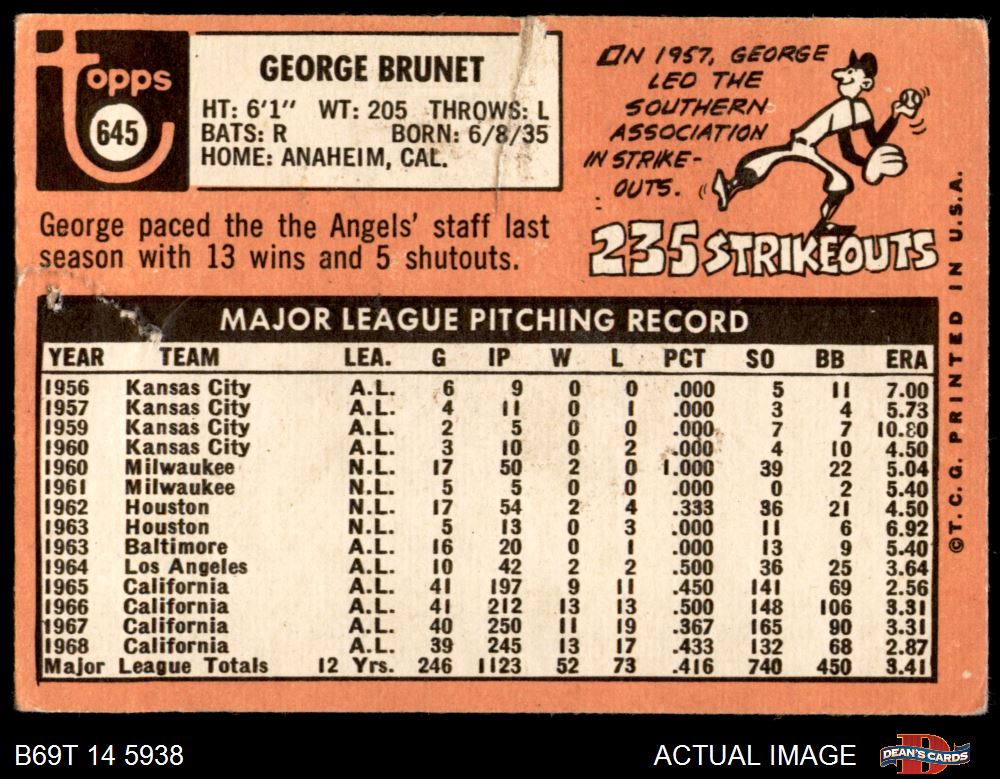 topps
645
GEORGE BRUNET
HT: 6'1" WT: 205 THROWS: L
BATS: R BORN: 6/8/35
HOME: ANAHEIM, CAL.
George paced the the Angels' staff last
season with 13 wins and 5 shutouts.
IN 1957, GEORGE
LED THE
SOUTHERN
ASSOCIATION
IN STRIKE-
OUTS.
235 STRIKEOUTS
MAJOR LEAGUE PITCHING RECORD
YEAR TEAM LEA. G IP W L PCT SO BB ERA
1956 Kansas City A.L. 6 9 0 0 .000 5 11 7.00
1957 Kansas City A.L. 4 11 0 1 .000 3 4 5.73
1959 Kansas City A.L. 2 5 0 0 .000 7 7 10.80
1960 Kansas City A.L. 3 10 0 2 .000 4 10 4.50
1960 Milwaukee N.L. 17 50 2 0 1.000 39 22 5.04
1961 Milwaukee N.L. 5 5 0 0 .000 0 2 5.40
1962 Houston N.L. 17 54 2 4 .333 36 21 4.50
1963 Houston N.L. 5 13 0 3 .000 11 6 6.92
1963 Baltimore A.L. 16 20 0 1 .000 13 9 5.40
1964 Los Angeles A.L. 10 42 2 2 .500 36 25 3.64
1965 California A.L. 41 197 9 11 .450 141 69 2.56
1966 California A.L. 41 212 13 13 .500 148 106 3.31
1967 California A.L. 40 250 11 19 .367 165 90 3.31
1968 California A.L. 39 245 13 17 .433 132 68 2.87
Major League Totals 12 Yrs. 246 1123 52 73 .416 740 450 3.41
©T.C.G. PRINTED IN U.S.A.
B69T 14 5938
ACTUAL IMAGE
DEAN'S CARDS